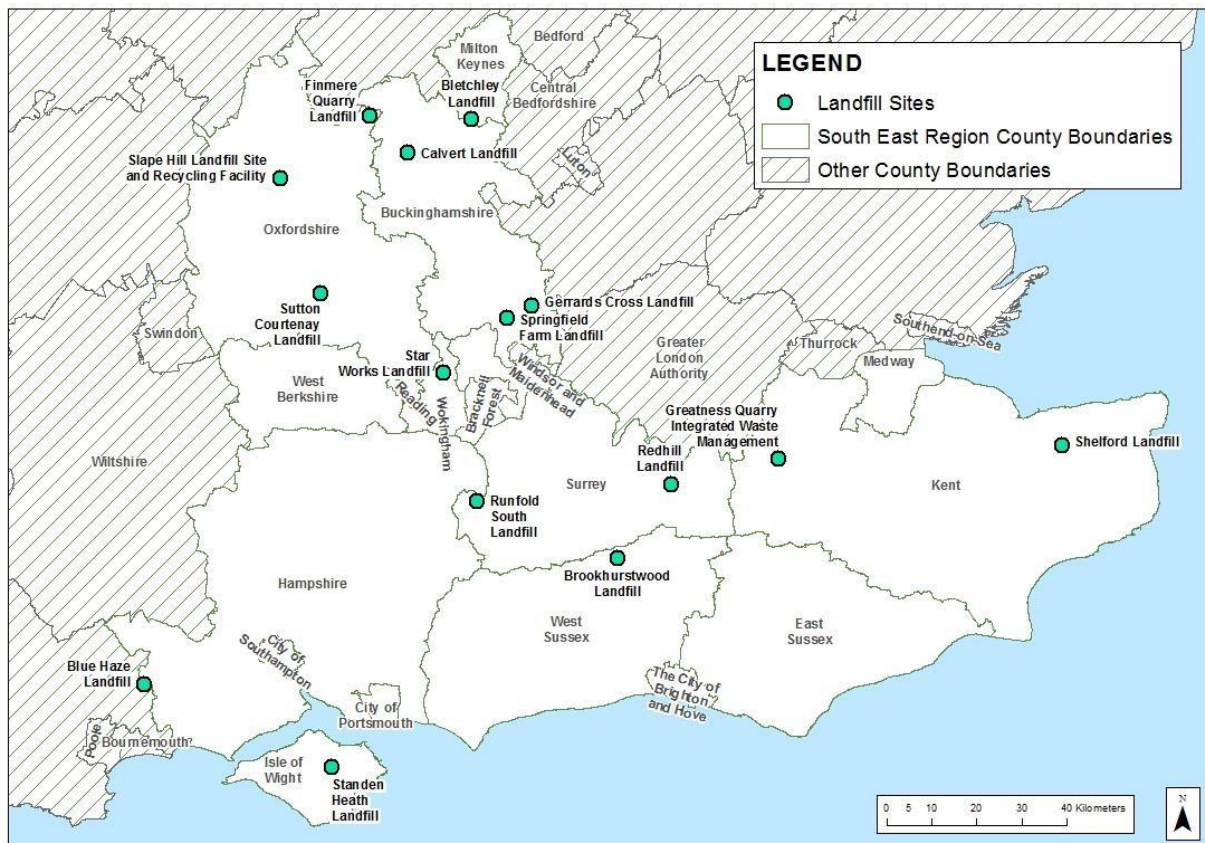 Bedford
Milton
Keynes
Bletchley
Landfill
Central
Bedfordshire
Finmere
Quarry
Landfill
Calvert Landfill
Luton
Slape Hill Landfill Site
and Recycling Facility
Buckinghamshire
Oxfordshire
LEGEND
Landfill Sites
South East Region County Boundaries
Other County Boundaries
Gerrards Cross Landfill
Springfield
Farm Landfill
Sutton
Courtenay
Landfill
Swindon
Star
Works Landfill
Windsor and
Maidenhead
Greater
London
Authority
Thurrock
Southend-on-Sea
Medway
West
Berkshire
Reading
Wokingham
Bracknell
Forest
Greatness Quarry
Integrated Waste
Management
Shelford Landfill
Wiltshire
Redhill
Landfill
Surrey
Kent
Runfold
South
Landfill
Hampshire
Brookhurstwood
Landfill
West
Sussex
East
Sussex
City of
Southampton
Blue Haze
Landfill
The City of
Brighton
and Hove
City of
Portsmouth
Poole
Bournemouth
Isle of
Wight
Standen
Heath
Landfill
0 5 10 20 30 40 Kilometers
N